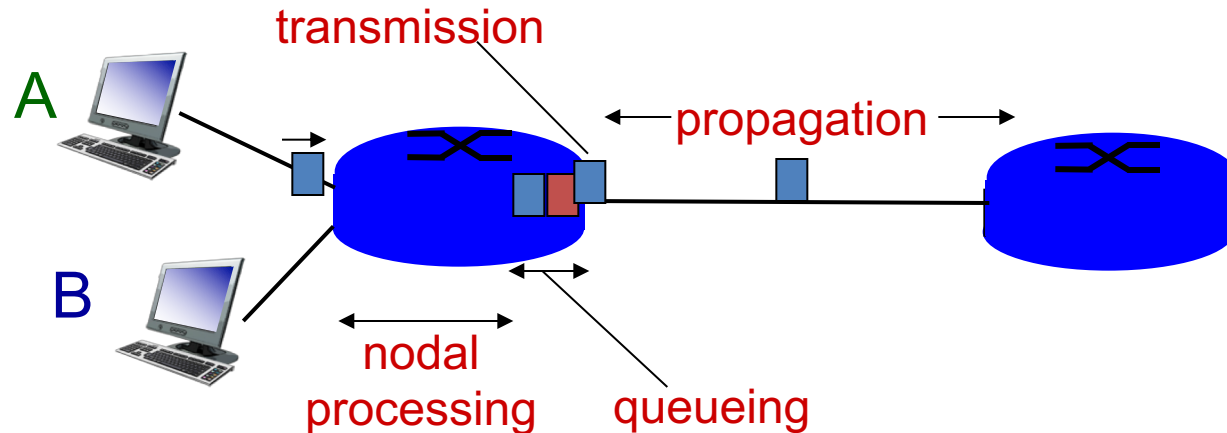 transmission
A
propagation
B
nodal
processing
queueing